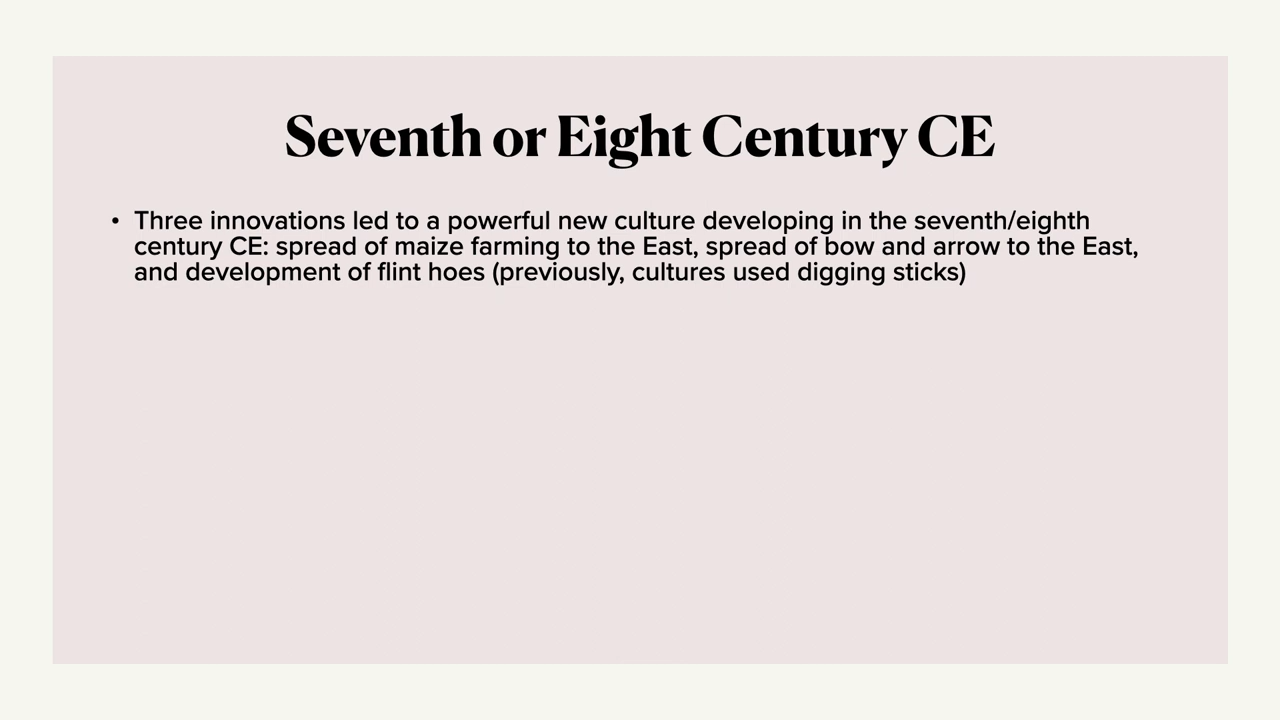 Seventh or Eight Century CE
• Three innovations led to a powerful new culture developing in the seventh/eighth
century CE: spread of maize farming to the East, spread of bow and arrow to the East,
and development of flint hoes (previously, cultures used digging sticks)